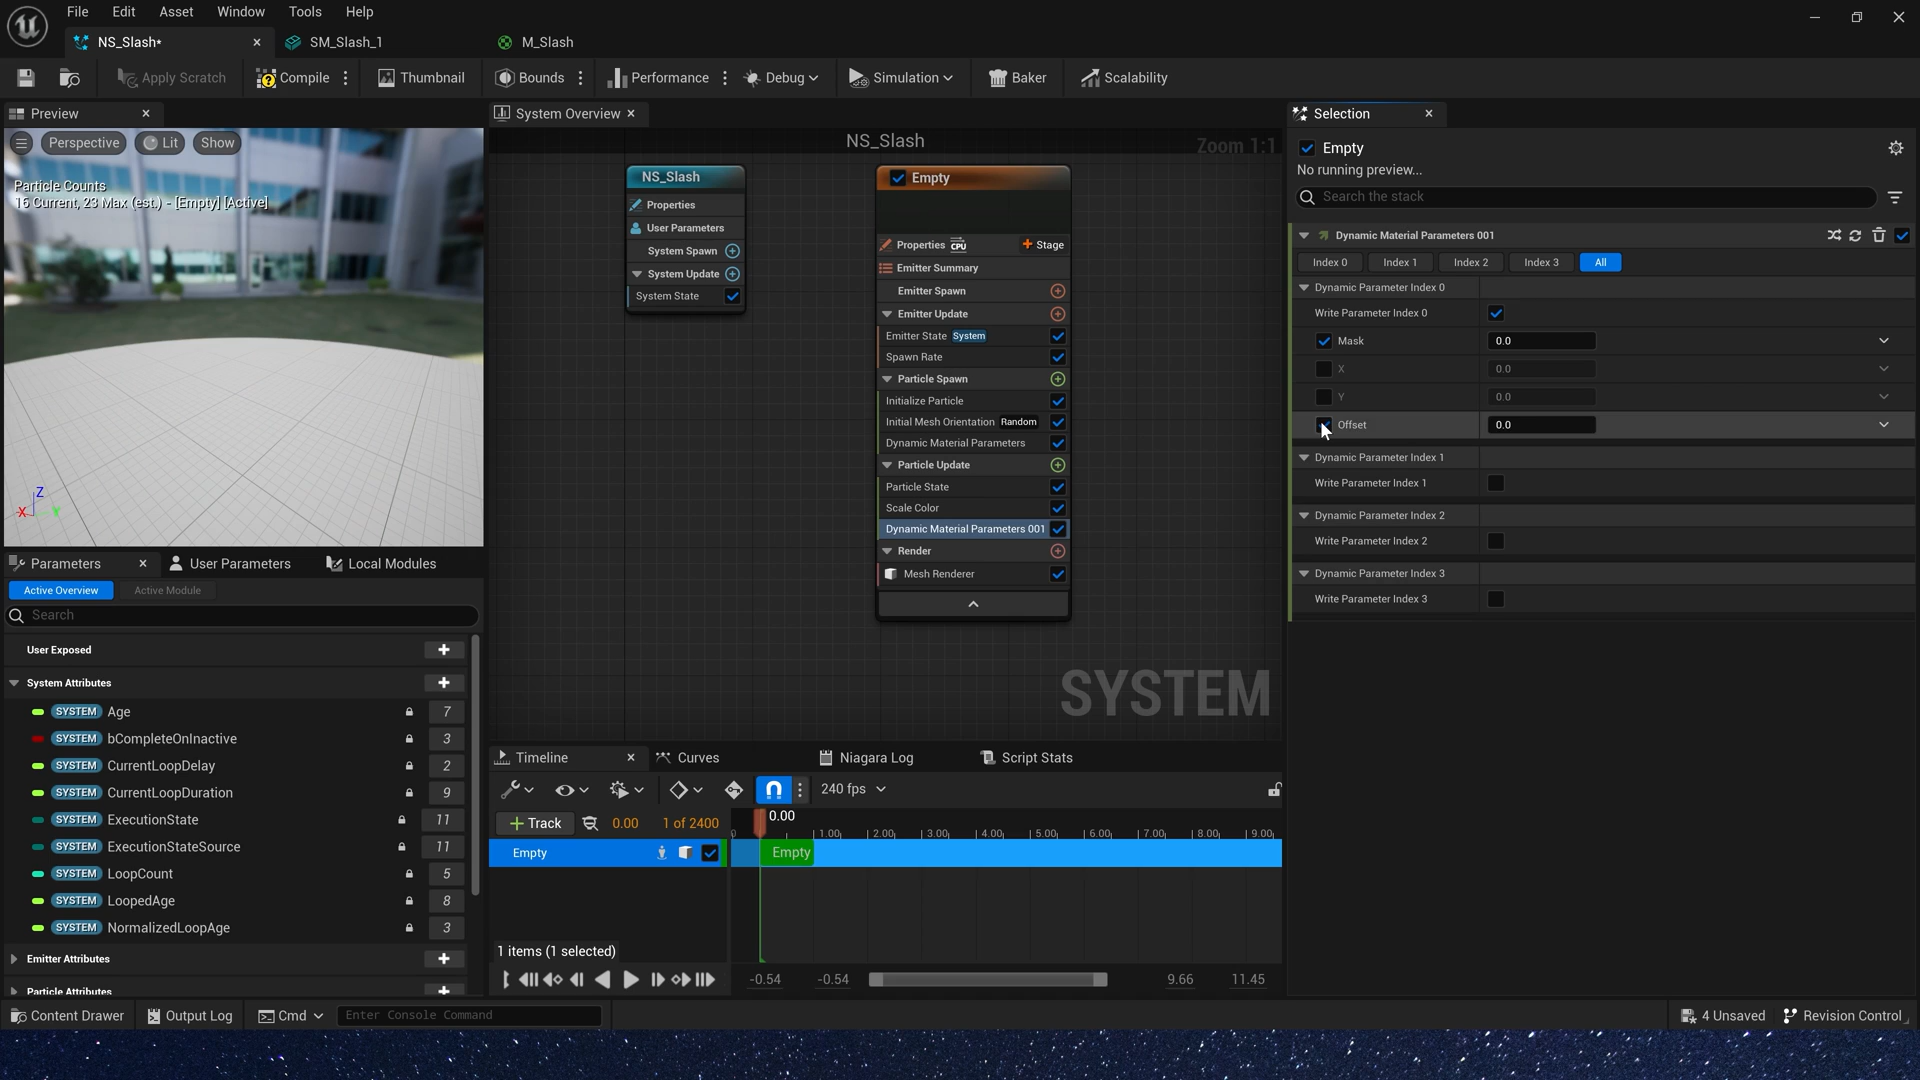 File Edit Asset Window Tools Help
NS_Slash*
SM_Slash_1
M_Slash
Apply Scratch
Compile
Thumbnail
Bounds
Performance
Debug
Simulation
Baker
Scalability
Preview
Perspective
Lit
Show
Particle Counts
16 Current, 23 Max (est.) - [Empty] [Active]
Z
X
Y
System Overview
NS_Slash
Zoom 1:1
NS_Slash
Properties
User Parameters
System Spawn
System Update
System State
Empty
Properties CPU
Stage
Emitter Summary
Emitter Spawn
Emitter Update
Emitter State System
Spawn Rate
Particle Spawn
Initialize Particle
Initial Mesh Orientation Random
Dynamic Material Parameters
Particle Update
Particle State
Scale Color
Dynamic Material Parameters 001
Render
Mesh Renderer
SYSTEM
Selection
Empty
No running preview...
Search the stack
Dynamic Material Parameters 001
Index 0 Index 1 Index 2 Index 3 All
Dynamic Parameter Index 0
Write Parameter Index 0
Mask 0.0
X 0.0
Y 0.0
Offset 0.0
Dynamic Parameter Index 1
Write Parameter Index 1
Dynamic Parameter Index 2
Write Parameter Index 2
Dynamic Parameter Index 3
Write Parameter Index 3
Parameters
User Parameters
Local Modules
Active Overview
Active Module
Search
User Exposed
System Attributes
SYSTEM Age 7
SYSTEM bCompleteOnInactive 3
SYSTEM CurrentLoopDelay 2
SYSTEM CurrentLoopDuration 9
SYSTEM ExecutionState 11
SYSTEM ExecutionStateSource 11
SYSTEM LoopCount 5
SYSTEM LoopedAge 8
SYSTEM NormalizedLoopAge 3
Emitter Attributes
Particle Attributes
Timeline
Curves
Niagara Log
Script Stats
240 fps
Track
0.00
1 of 2400
0.00
0 1.00 2.00 3.00 4.00 5.00 6.00 7.00 8.00 9.00
Empty
Empty
1 items (1 selected)
-0.54 -0.54 9.66 11.45
Content Drawer
Output Log
Cmd
Enter Console Command
4 Unsaved
Revision Control